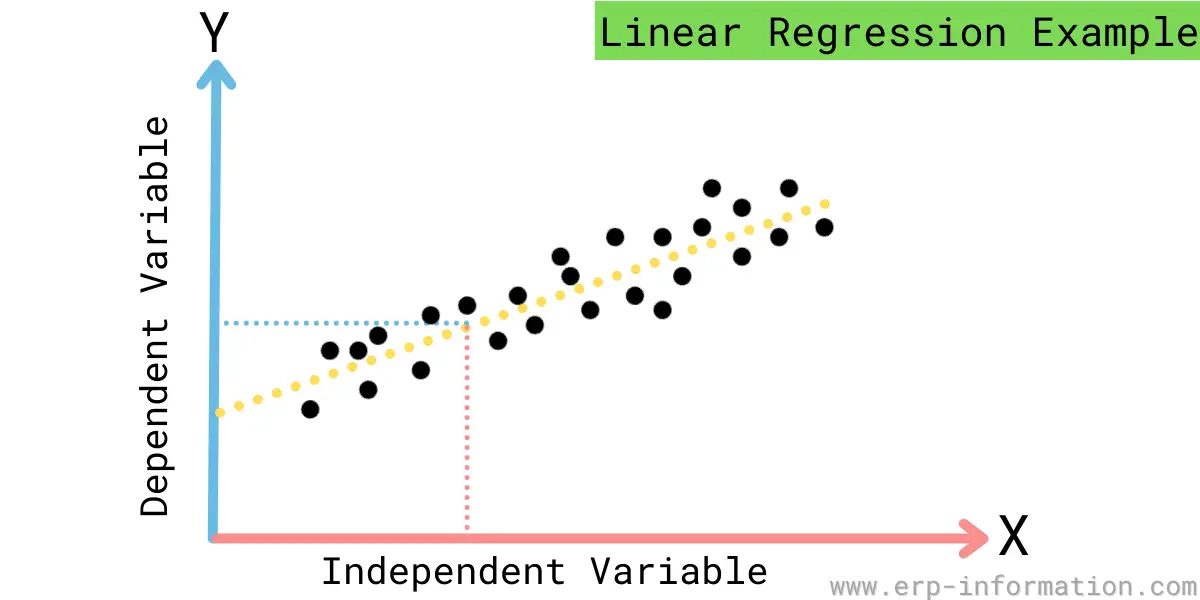 Linear Regression Example
Y
Dependent Variable
X
Independent Variable
www.erp-information.com